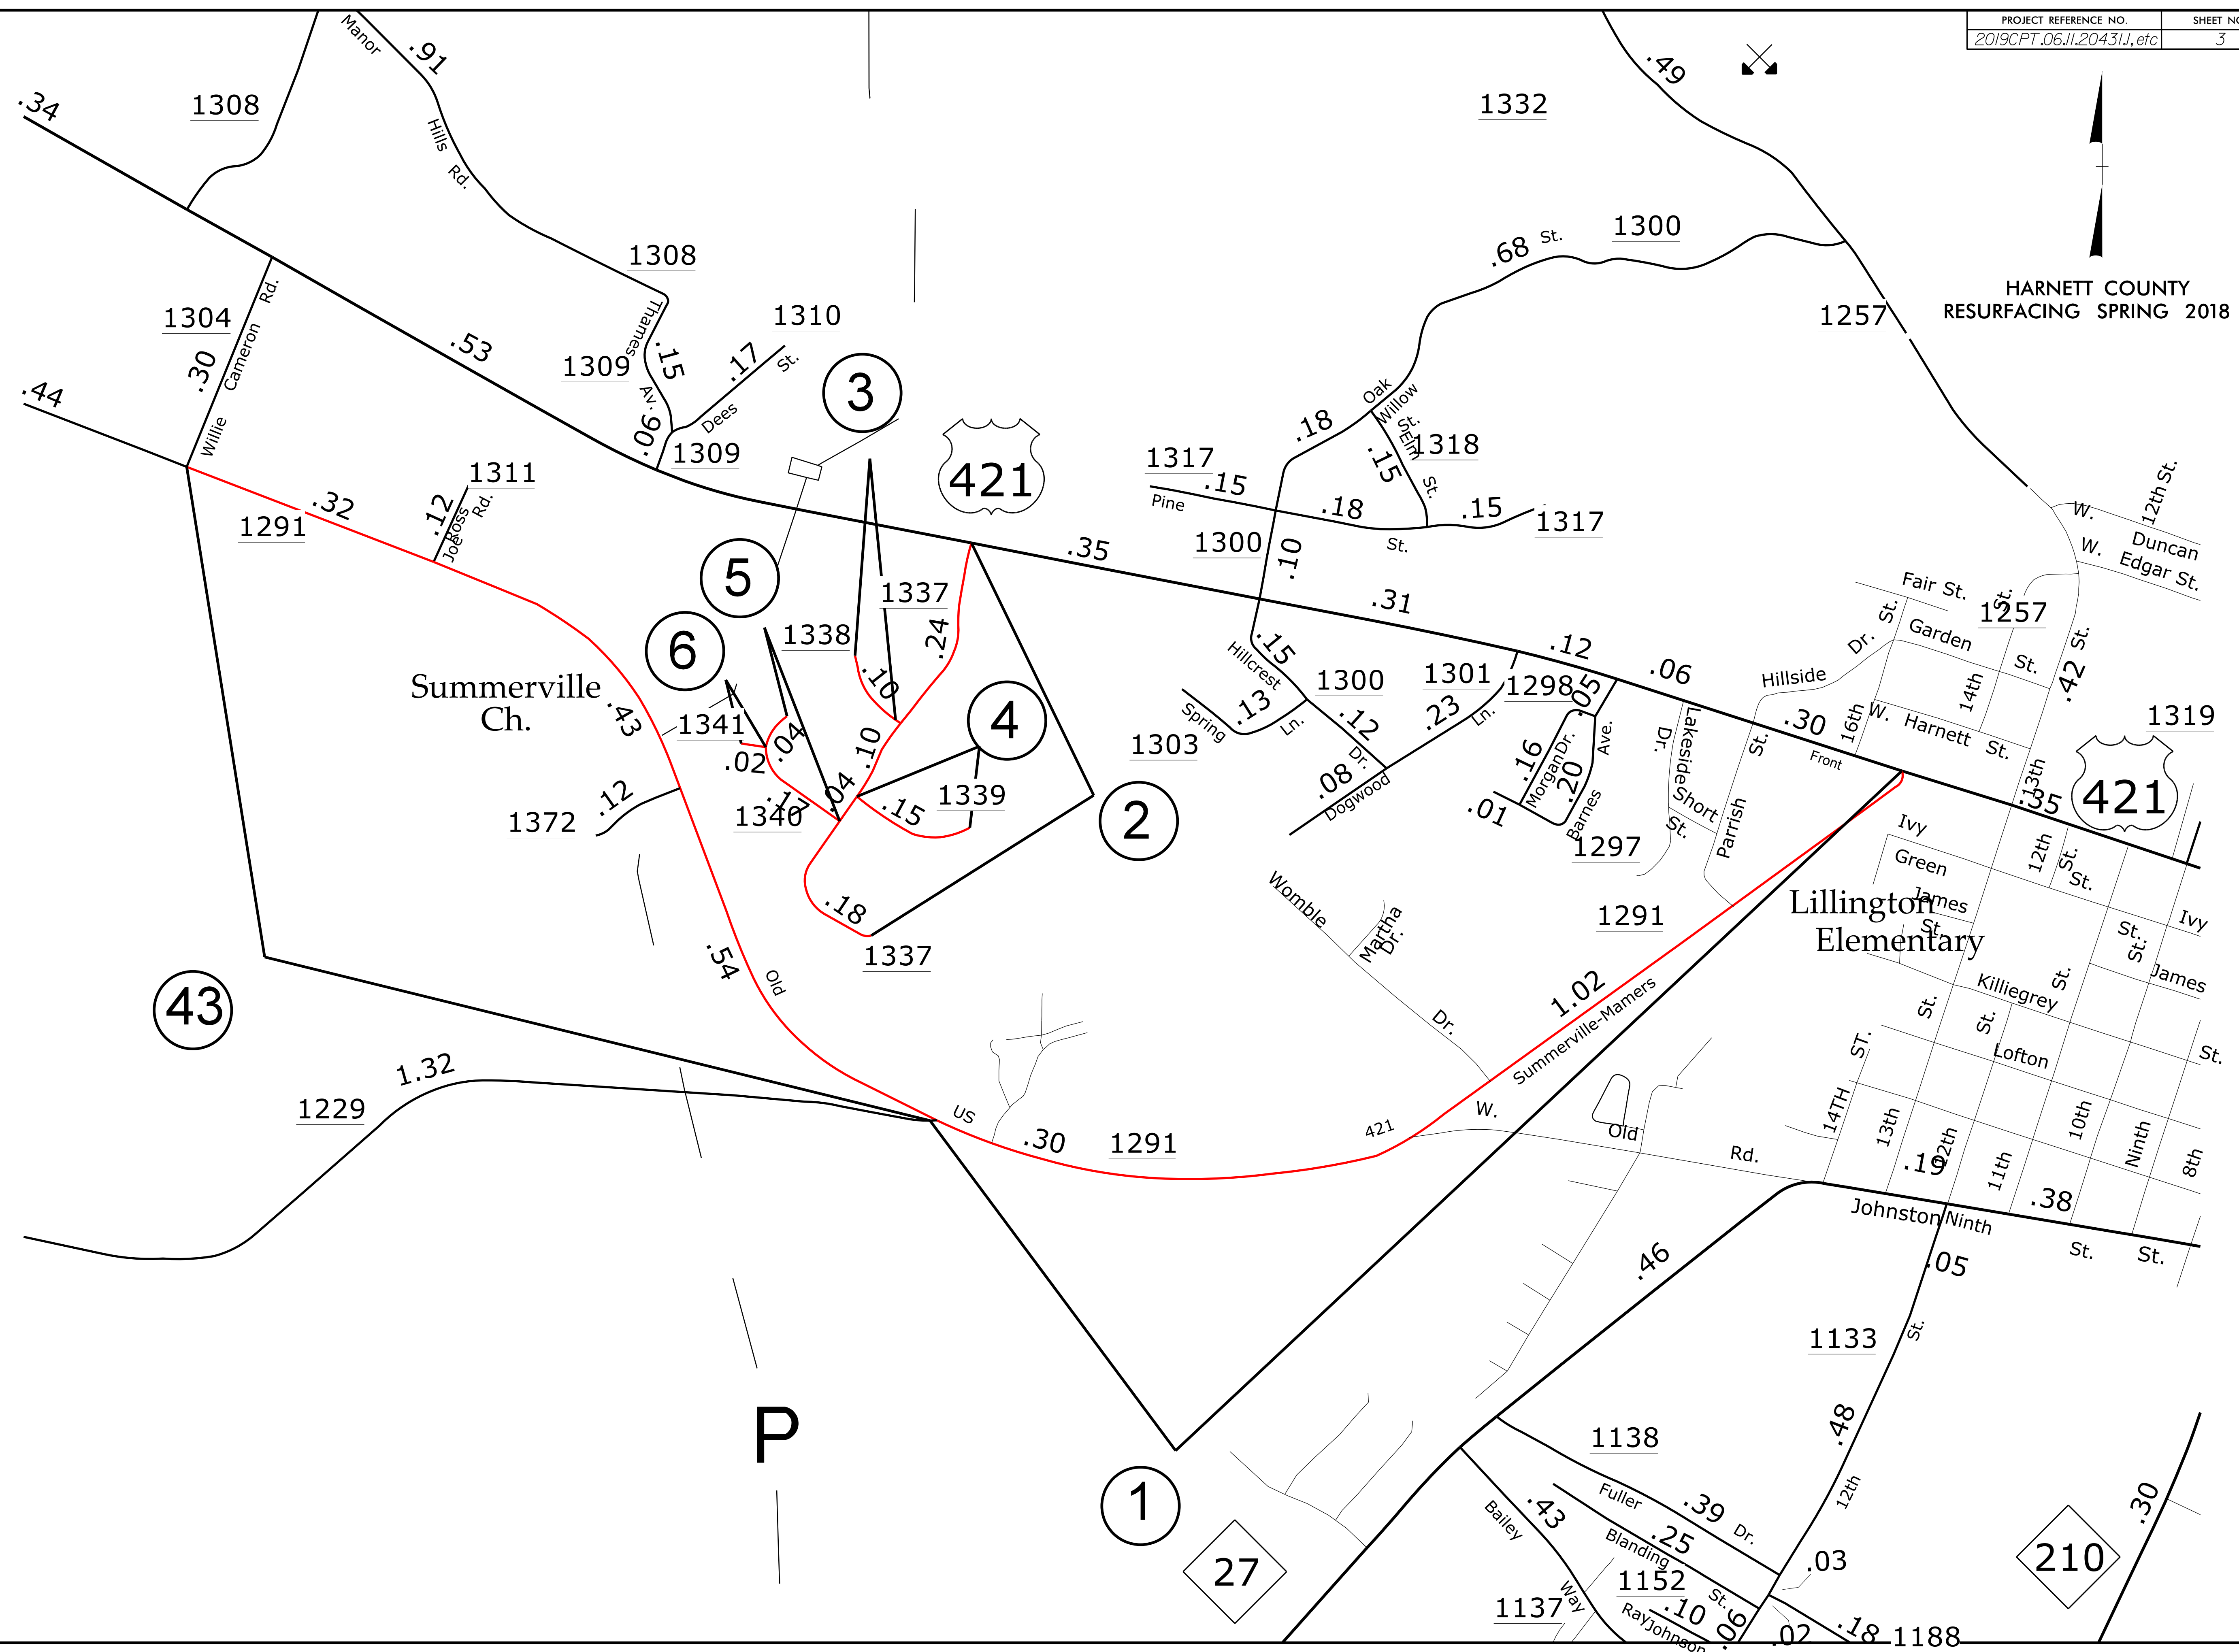 PROJECT REFERENCE NO.
SHEET NO
2019CPT.06.11.20431.1, etc
3
HARNETT COUNTY
RESURFACING SPRING 2018
.34
1308
Manor
.91
Hills
Rd.
1308
1304
.30
Willie Cameron Rd.
.44
.53
Thames
1309
.15
Av.
.06
1309
1310
.17
Dees
St.
3
421
.49
1332
1300
.68
St.
1257
Oak
Willow
St.
Elm
St.
1318
.15
.18
1317
.15
Pine
.18
St.
.15
1317
1300
.10
.35
.31
.32
1291
1311
.12
Joe Ross Rd.
5
6
1337
1338
.24
.10
4
.10
.04
1341
.02
.04
.17
1340
1339
.15
2
.18
1337
Summerville
Ch.
.43
.12
1372
.54
Old
43
1.32
1229
US
.30
1291
421
P
1
.15
Hillcrest
1300
.13
Spring
Ln.
1303
.12
Dr.
.08
Dogwood
.23
Ln.
1301
1298
.12
.06
.05
.16
Morgan Dr.
.20
Ave.
Barnes
.01
1297
Lakeside
Dr.
Short
St.
Parrish
St.
Hillside
Dr.
.30
Front
W.
Duncan
12th St.
W.
Edgar St.
Fair St.
St.
St.
1257
Garden
St.
14th
.42
St.
16th
W.
Harnett
St.
13th
1319
421
.35
Ivy
Green
12th
St.
St.
James
St.
Ivy
St.
St.
James
Lillington
Elementary
Killiegrey
St.
St.
St.
St.
Lofton
ST.
14TH
13th
12th
11th
10th
Ninth
8th
1291
Womble
Dr.
Martha
Dr.
1.02
Summerville-Mamers
W.
Old
Rd.
.19
.38
Johnston
Ninth
St.
St.
.05
.46
1133
St.
.48
12th
1138
Fuller
.39
Dr.
.43
Bailey
Way
.25
Blanding
St.
1152
.10
Ray Johnson
.06
.03
.02
.18
1188
1137
27
210
.30